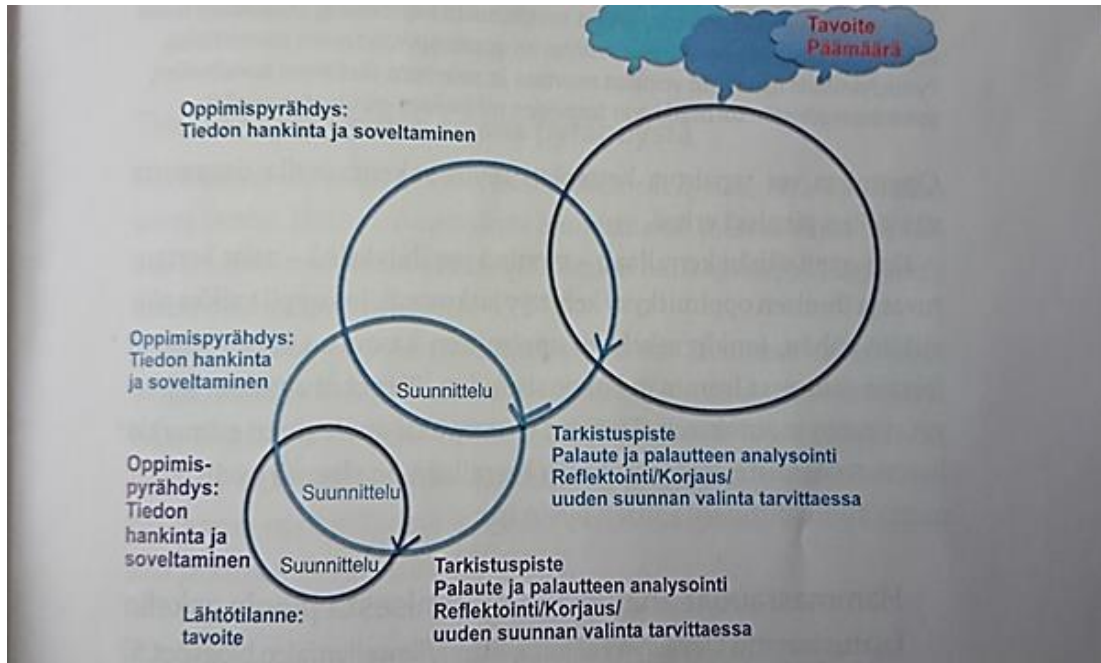 Tavoite
Päämäärä
Oppimispyrähdys:
Tiedon hankinta ja soveltaminen
Oppimispyrähdys:
Tiedon hankinta
ja soveltaminen
Suunnittelu
Tarkistuspiste
Palaute ja palautteen analysointi
Reflektointi/Korjaus/
uuden suunnan valinta tarvittaessa
Oppimis-
pyrähdys:
Tiedon
hankinta ja
soveltaminen
Suunnittelu
Suunnittelu
Tarkistuspiste
Palaute ja palautteen analysointi
Reflektointi/Korjaus/
uuden suunnan valinta tarvittaessa
Lähtötilanne:
tavoite